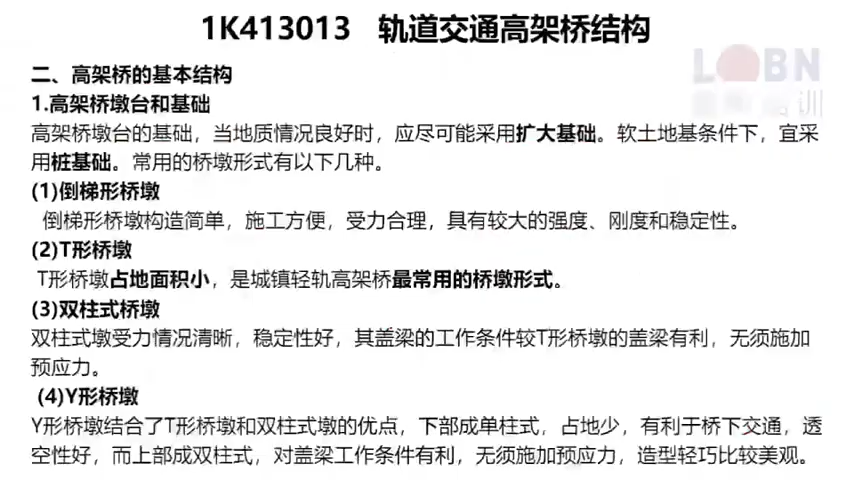 1K413013 轨道交通高架桥结构
LOBN
培训
二、高架桥的基本结构
1.高架桥墩台和基础
高架桥墩台的基础，当地质情况良好时，应尽可能采用扩大基础。软土地基条件下，宜采
用桩基础。常用的桥墩形式有以下几种。
(1)倒梯形桥墩
倒梯形桥墩构造简单，施工方便，受力合理，具有较大的强度、刚度和稳定性。
(2)T形桥墩
T形桥墩占地面积小，是城镇轻轨高架桥最常用的桥墩形式。
(3)双柱式桥墩
双柱式墩受力情况清晰，稳定性好，其盖梁的工作条件较T形桥墩的盖梁有利，无须施加
预应力。
(4)Y形桥墩
Y形桥墩结合了T形桥墩和双柱式墩的优点，下部成单柱式，占地少，有利于桥下交通，透
空性好，而上部成双柱式，对盖梁工作条件有利，无须施加预应力，造型轻巧比较美观。